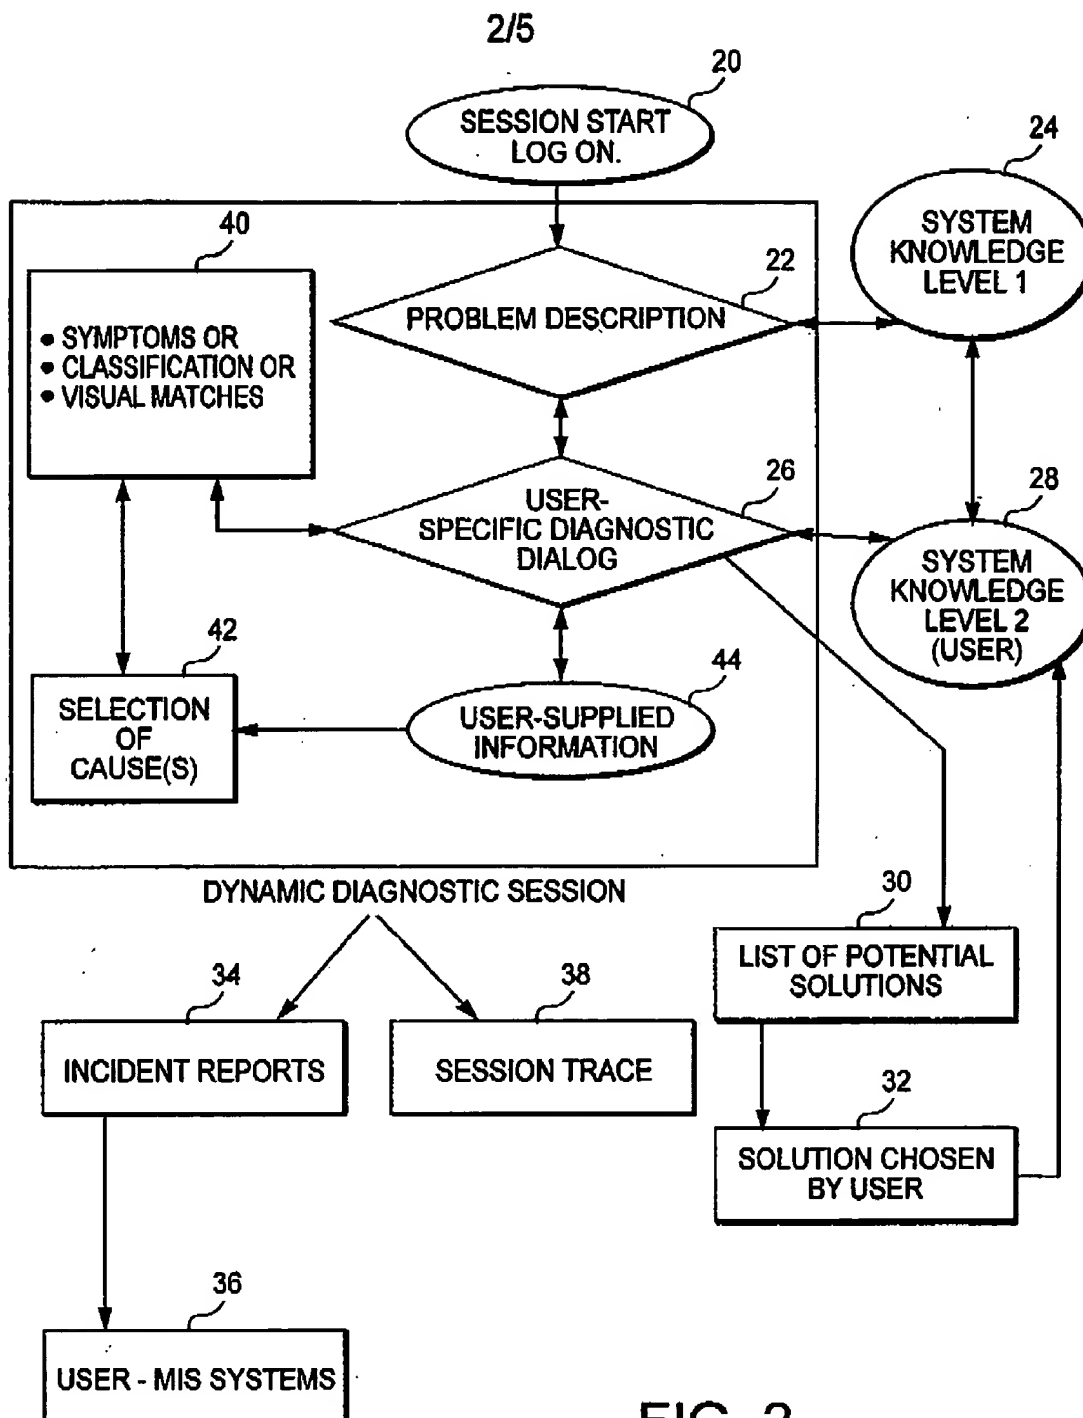 2/5
20
SESSION START
LOG ON.
24
SYSTEM
KNOWLEDGE
LEVEL 1
40
22
• SYMPTOMS OR
• CLASSIFICATION OR
• VISUAL MATCHES
PROBLEM DESCRIPTION
26
USER-
SPECIFIC DIAGNOSTIC
DIALOG
28
SYSTEM
KNOWLEDGE
LEVEL 2
(USER)
42
SELECTION
OF
CAUSE(S)
44
USER-SUPPLIED
INFORMATION
DYNAMIC DIAGNOSTIC SESSION
30
LIST OF POTENTIAL
SOLUTIONS
34
INCIDENT REPORTS
38
SESSION TRACE
32
SOLUTION CHOSEN
BY USER
36
USER - MIS SYSTEMS
FIG. 2